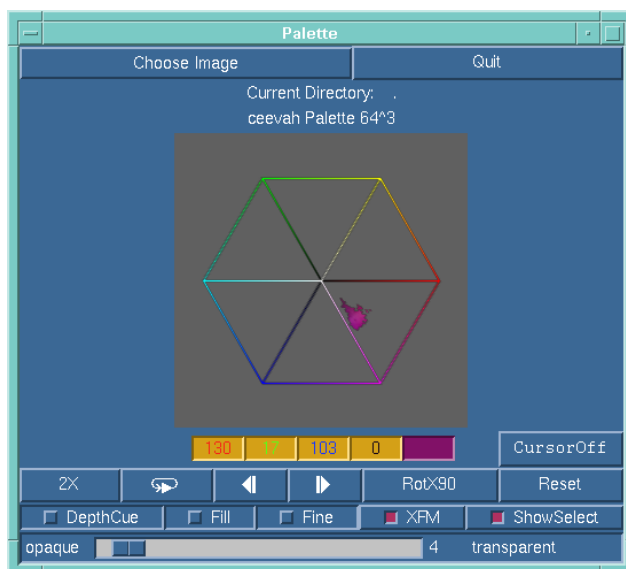 Palette
Choose Image Quit
Current Directory: .
ceevah Palette 64^3
130 17 103 0
CursorOff
2X RotX90 Reset
DepthCue Fill Fine XFM ShowSelect
opaque 4 transparent